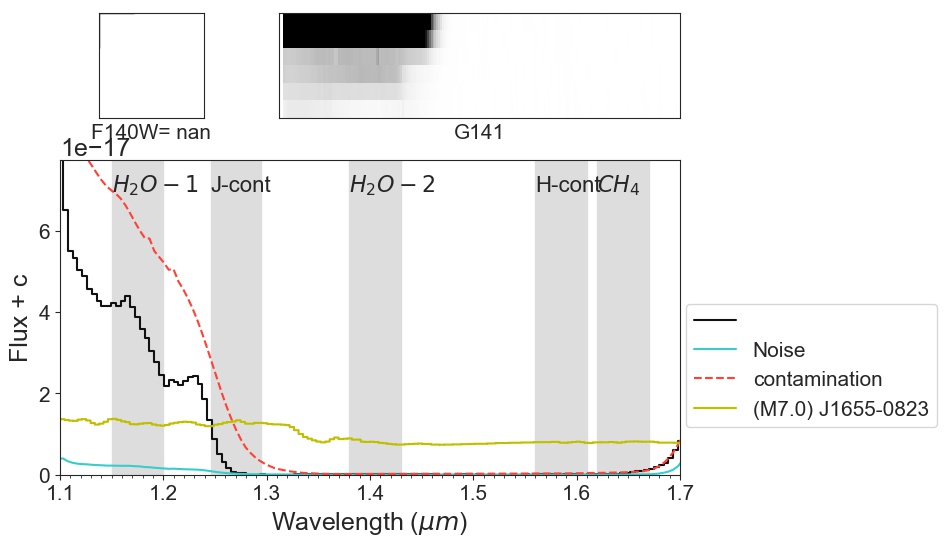 F140W= nan
G141
1e−17
H₂O − 1
J-cont
H₂O − 2
H-cont
CH₄
6
4
2
0
Flux + c
1.1 1.2 1.3 1.4 1.5 1.6 1.7
Wavelength (μm)
Noise
contamination
(M7.0) J1655-0823